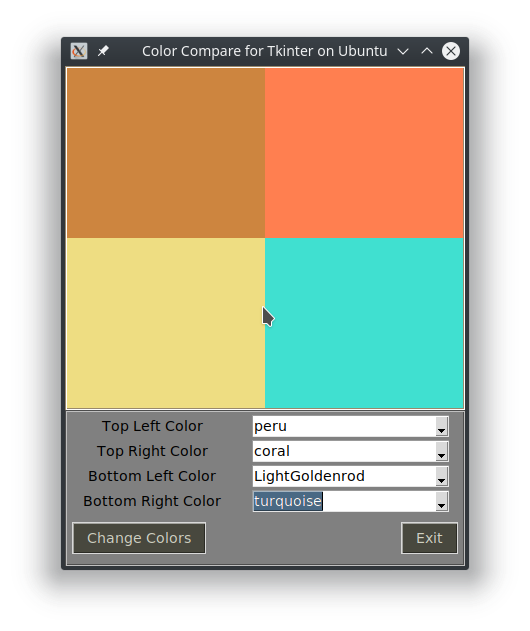 Color Compare for Tkinter on Ubuntu
Top Left Color peru
Top Right Color coral
Bottom Left Color LightGoldenrod
Bottom Right Color turquoise
Change Colors Exit